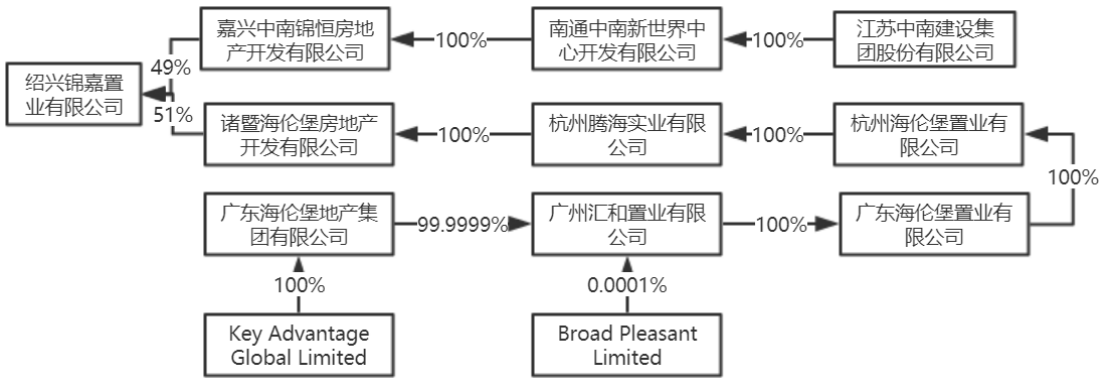 嘉兴中南锦恒房地
产开发有限公司
100%
南通中南新世界中
心开发有限公司
100%
江苏中南建设集
团股份有限公司
49%
绍兴锦嘉置
业有限公司
51%
诸暨海伦堡房地产
开发有限公司
100%
杭州腾海实业有限
公司
100%
杭州海伦堡置业有
限公司
100%
广东海伦堡地产集
团有限公司
99.9999%
广州汇和置业有限
公司
100%
广东海伦堡置业有
限公司
100%
0.0001%
Key Advantage
Global Limited
Broad Pleasant
Limited